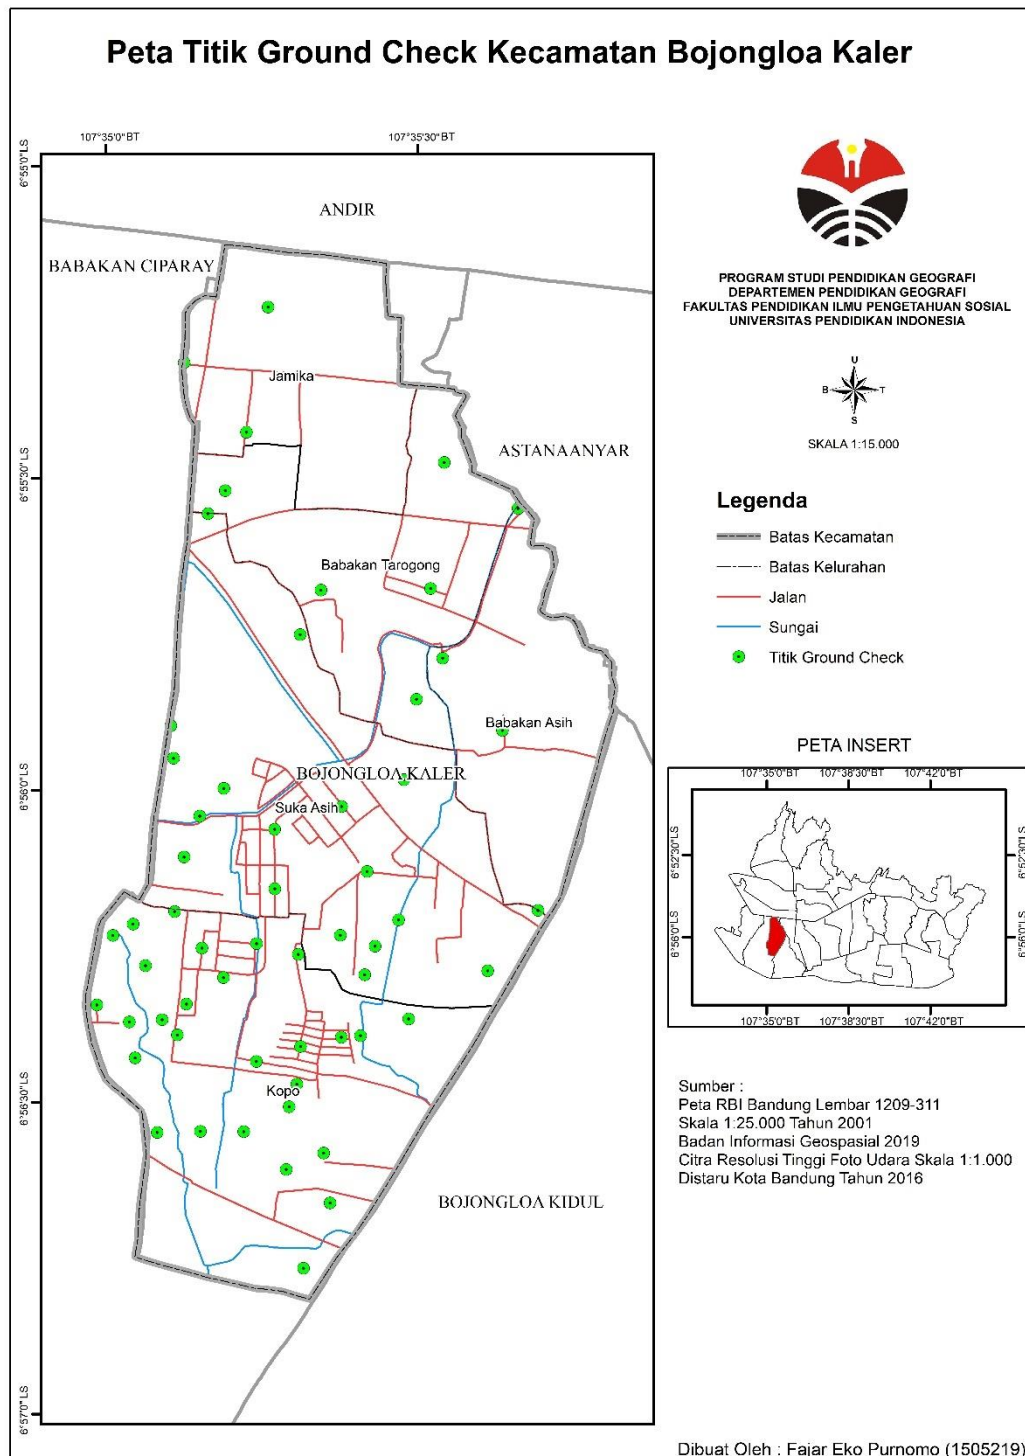 Peta Titik Ground Check Kecamatan Bojongloa Kaler
107°35'0"BT
107°35'30"BT
6°55'0"LS
6°55'30"LS
6°56'0"LS
6°56'30"LS
6°57'0"LS
ANDIR
BABAKAN CIPARAY
Jamika
ASTANAANYAR
Babakan Tarogong
Babakan Asih
BOJONGLOA KALER
Suka Asih
Kopo
BOJONGLOA KIDUL
PROGRAM STUDI PENDIDIKAN GEOGRAFI
DEPARTEMEN PENDIDIKAN GEOGRAFI
FAKULTAS PENDIDIKAN ILMU PENGETAHUAN SOSIAL
UNIVERSITAS PENDIDIKAN INDONESIA
U
B
T
S
SKALA 1:15.000
Legenda
Batas Kecamatan
Batas Kelurahan
Jalan
Sungai
Titik Ground Check
PETA INSERT
107°35'0"BT
107°38'30"BT
107°42'0"BT
6°52'30"LS
6°56'0"LS
6°52'30"LS
6°56'0"LS
107°35'0"BT
107°38'30"BT
107°42'0"BT
Sumber :
Peta RBI Bandung Lembar 1209-311
Skala 1:25.000 Tahun 2001
Badan Informasi Geospasial 2019
Citra Resolusi Tinggi Foto Udara Skala 1:1.000
Distaru Kota Bandung Tahun 2016
Dibuat Oleh : Fajar Eko Purnomo (1505219)